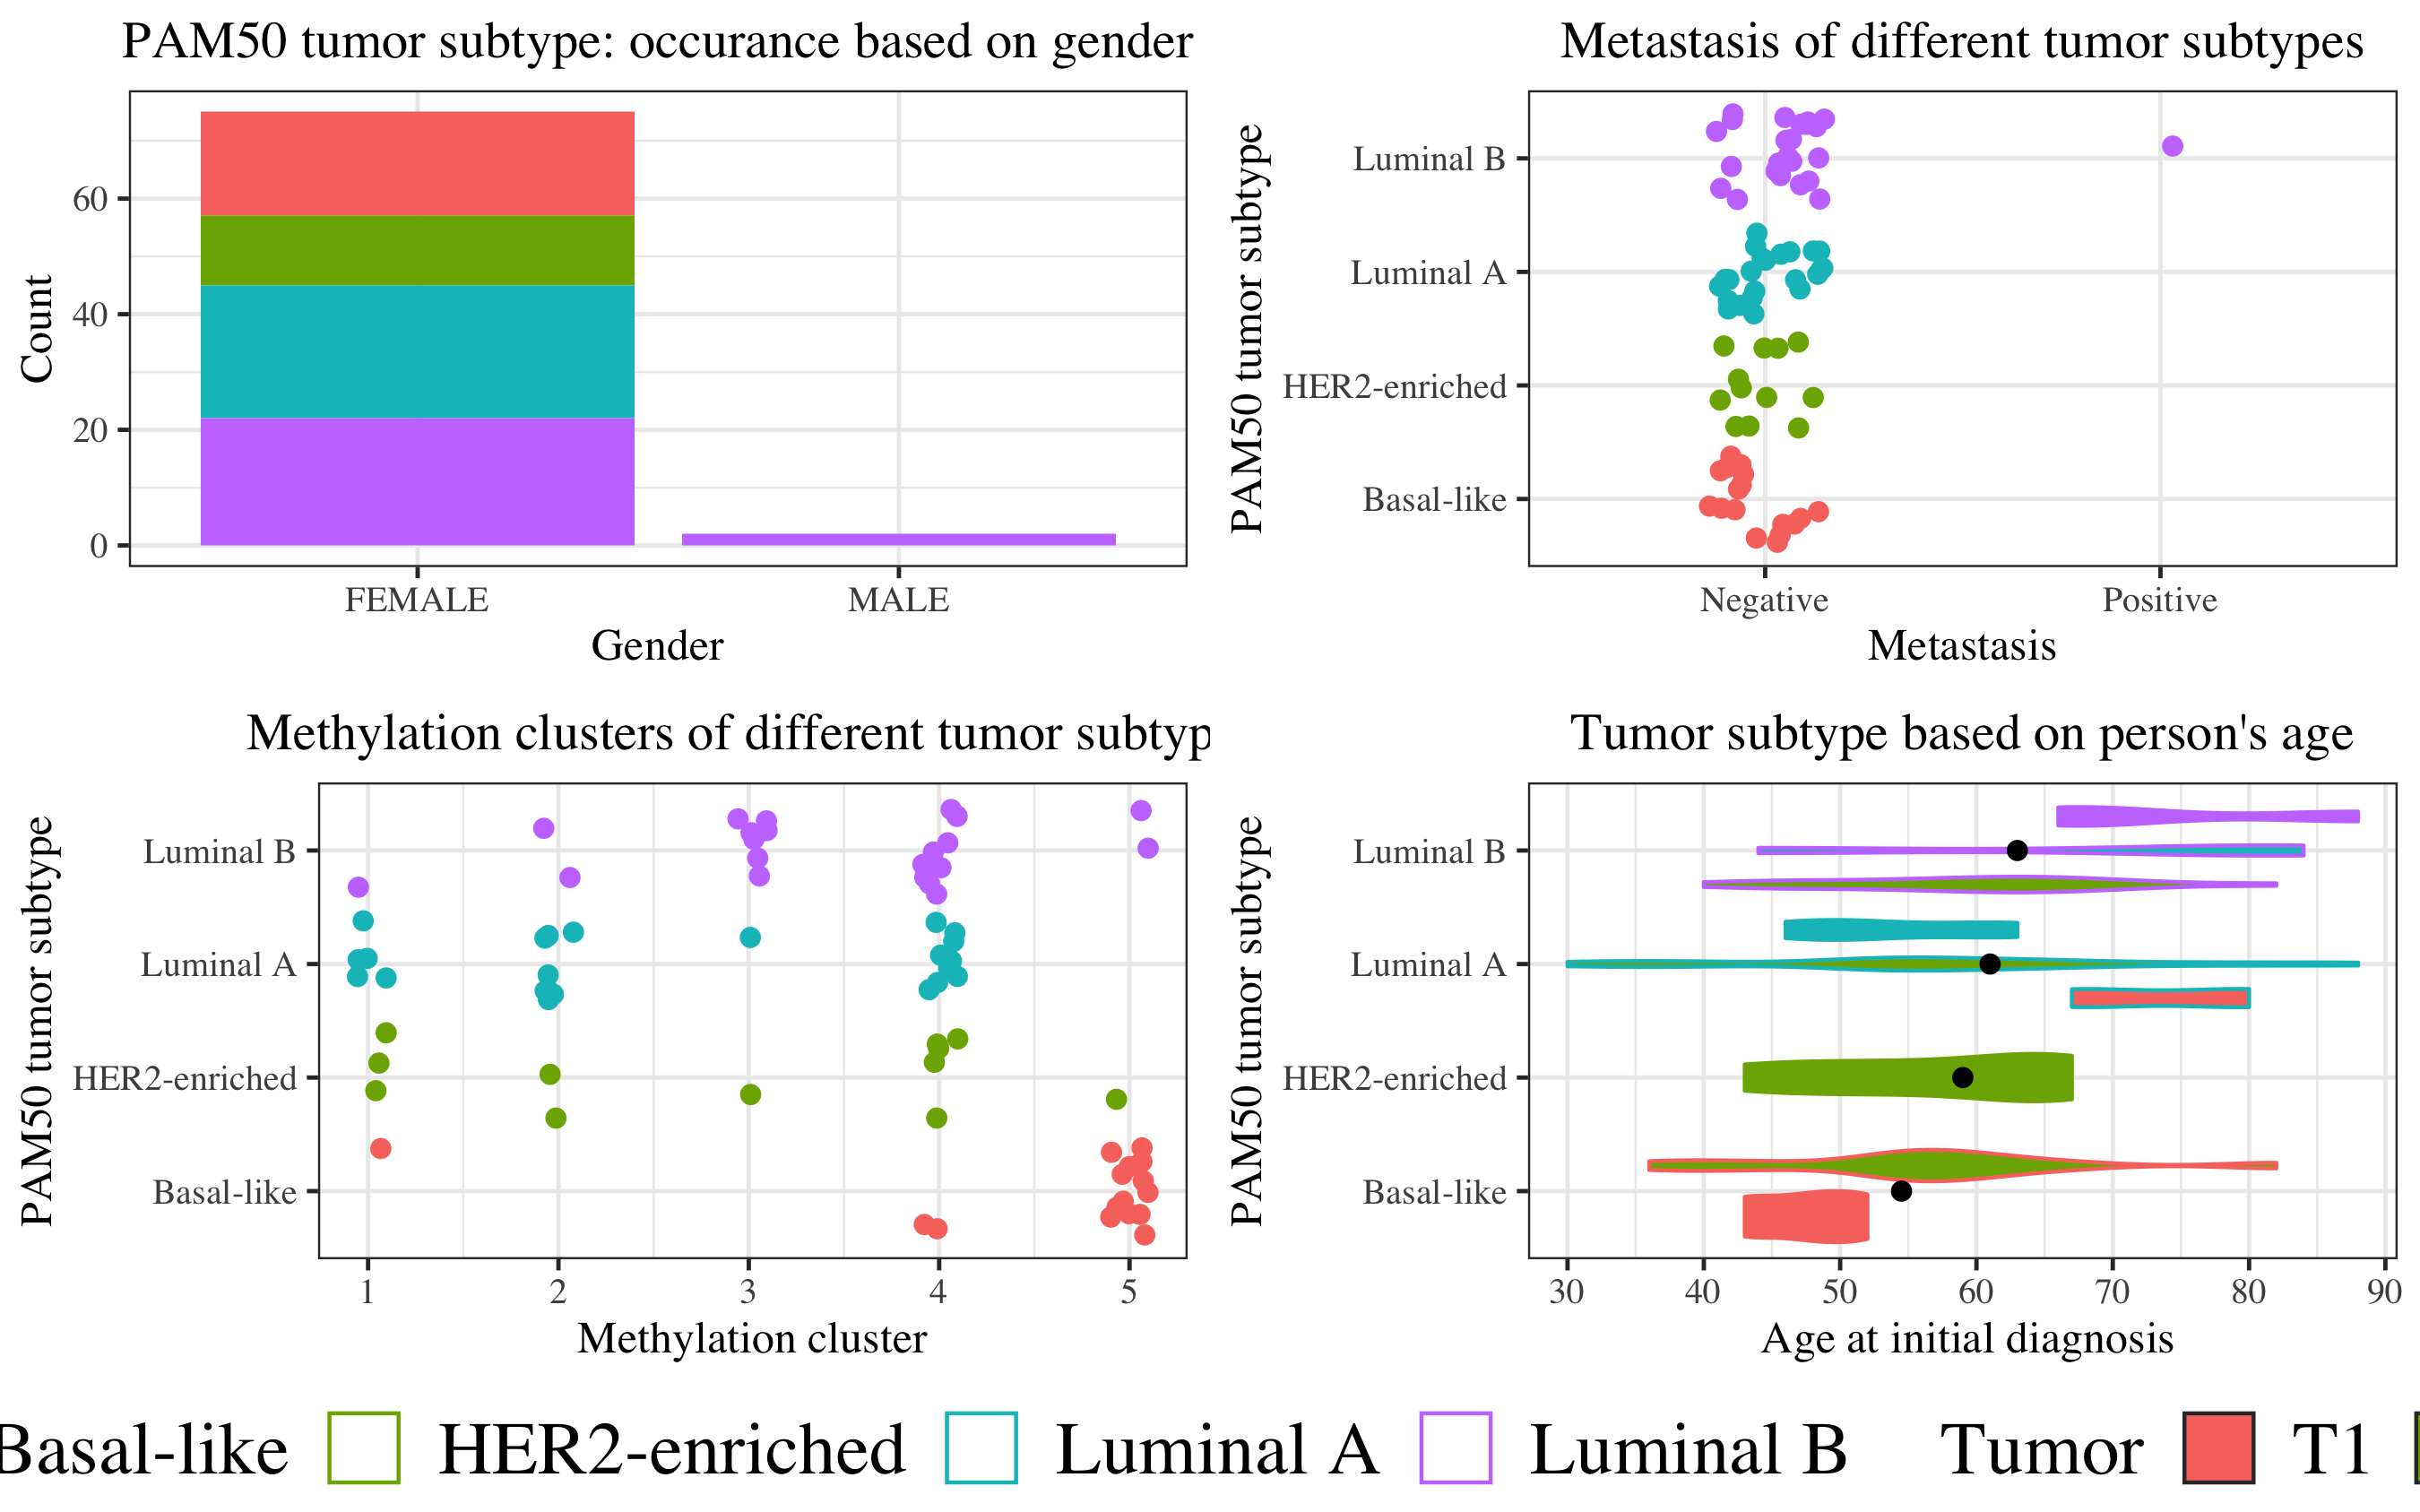 PAM50 tumor subtype: occurance based on gender
Count
60
40
20
0
FEMALE
MALE
Gender
Metastasis of different tumor subtypes
PAM50 tumor subtype
Luminal B
Luminal A
HER2-enriched
Basal-like
Negative
Positive
Metastasis
Methylation clusters of different tumor subtyp
PAM50 tumor subtype
Luminal B
Luminal A
HER2-enriched
Basal-like
1 2 3 4 5
Methylation cluster
Tumor subtype based on person's age
PAM50 tumor subtype
Luminal B
Luminal A
HER2-enriched
Basal-like
30 40 50 60 70 80 90
Age at initial diagnosis
Basal-like HER2-enriched Luminal A Luminal B Tumor T1